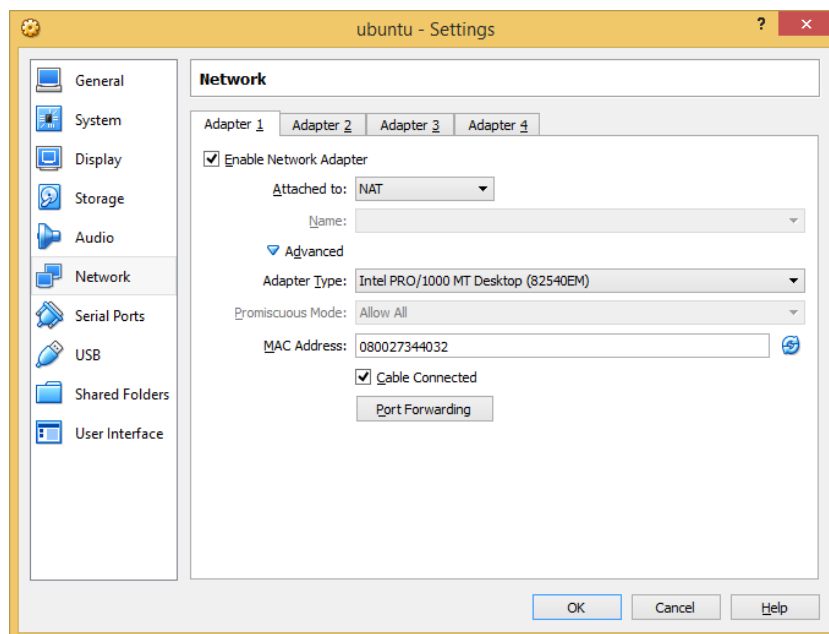 ubuntu - Settings
?
General
System
Display
Storage
Audio
Network
Serial Ports
USB
Shared Folders
User Interface
Network
Adapter 1 Adapter 2 Adapter 3 Adapter 4
Enable Network Adapter
Attached to: NAT
Name:
Advanced
Adapter Type: Intel PRO/1000 MT Desktop (82540EM)
Promiscuous Mode: Allow All
MAC Address: 080027344032
Cable Connected
Port Forwarding
OK Cancel Help